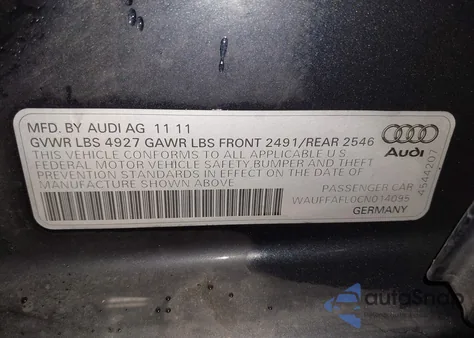 MFD. BY AUDI AG 11 11
GVWR LBS 4927 GAWR LBS FRONT 2491/REAR 2546
THIS VEHICLE CONFORMS TO ALL APPLICABLE U S
FEDERAL MOTOR VEHICLE SAFETY,BUMPER AND THEFT
PREVENTION STANDARDS IN EFFECT ON THE DATE OF
MANUFACTURE SHOWN ABOVE
Audi
4544207
PASSENGER CAR
WAUFFAFL0CN014095
GERMANY
autosnap